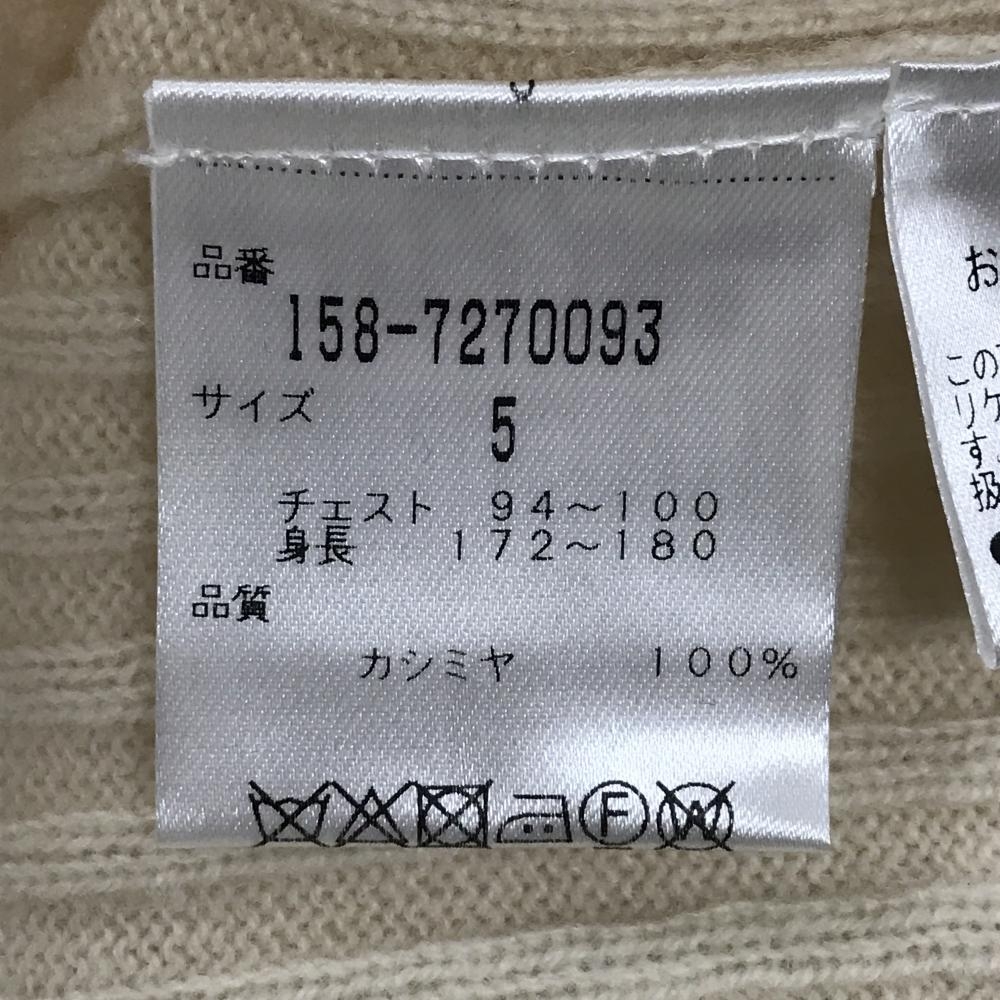 品番
158-7270093
サイズ
5
チェスト 94～100
身長 172～180
品質
カシミヤ 100%
F
W
お
この
リケ
す
扱